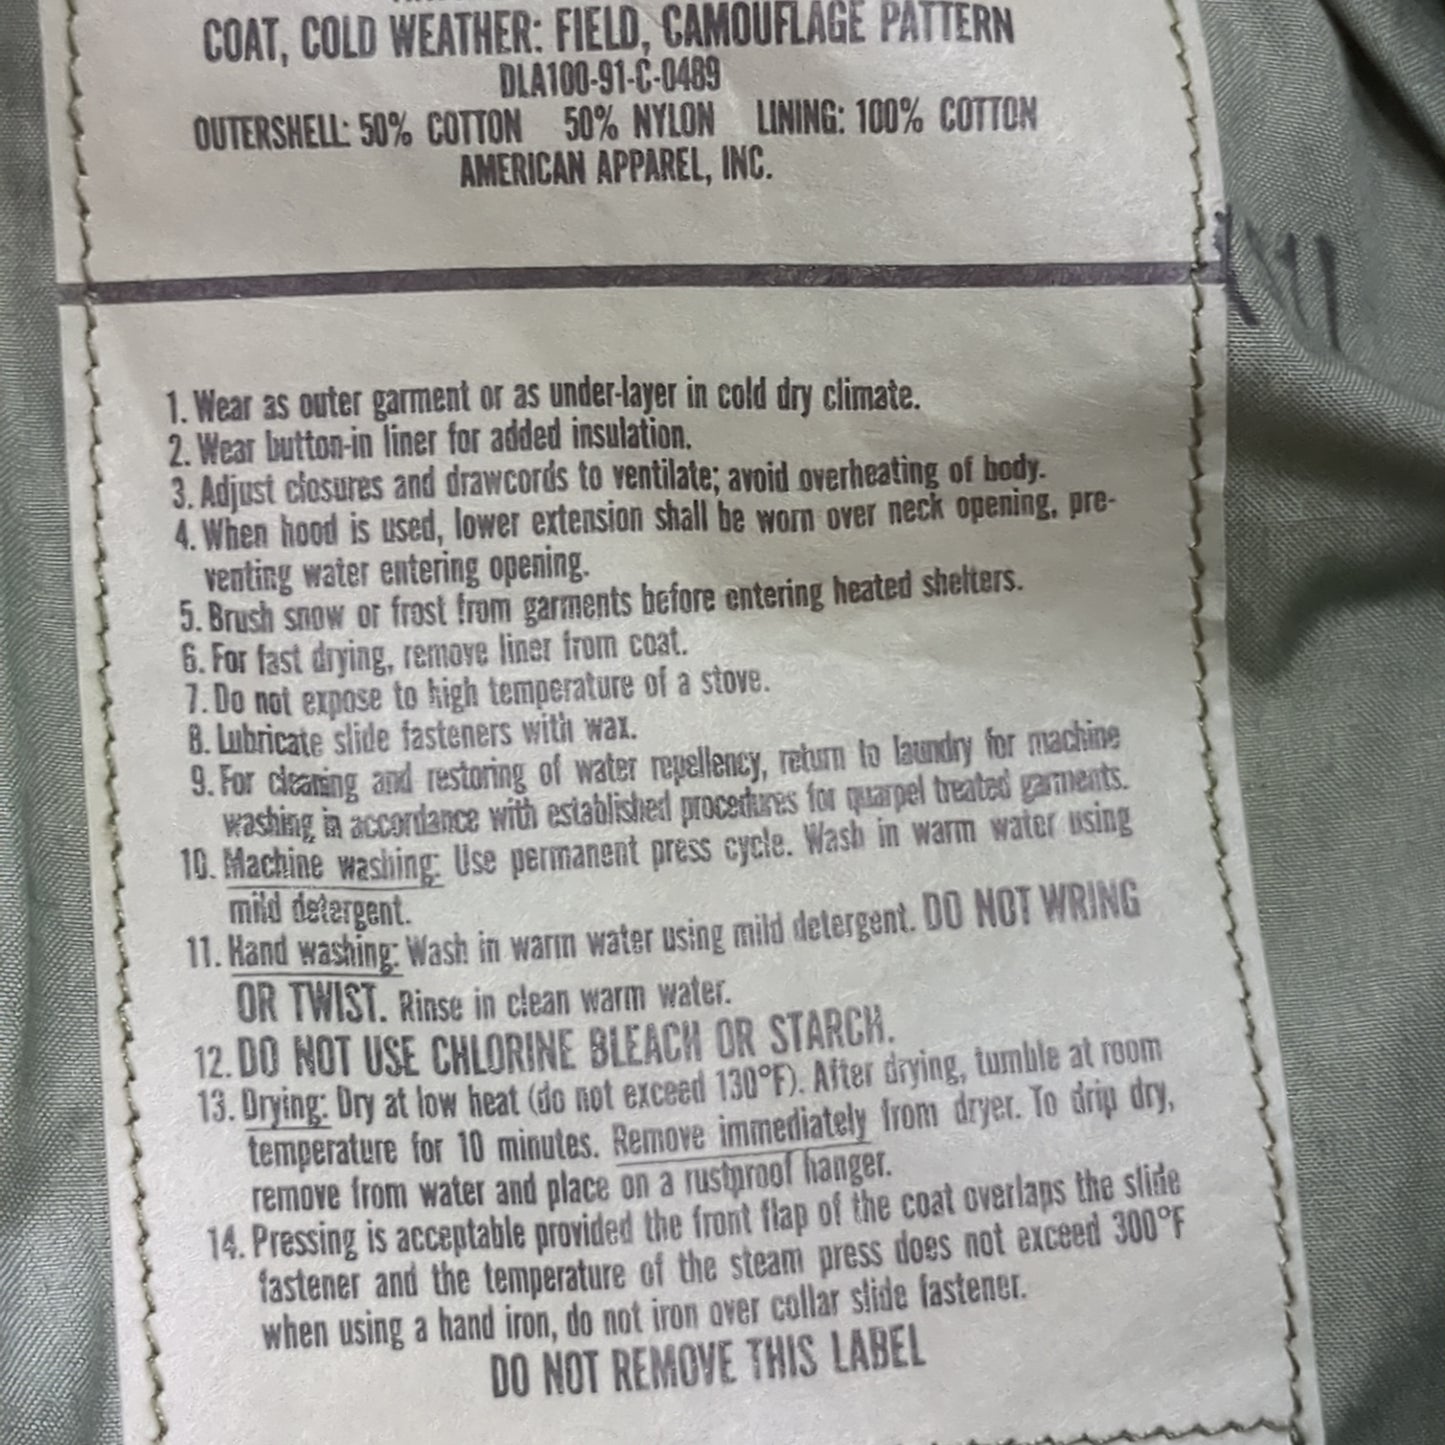 COAT, COLD WEATHER: FIELD, CAMOUFLAGE PATTERN
DLA100-91-C-0489
OUTERSHELL: 50% COTTON 50% NYLON LINING: 100% COTTON
AMERICAN APPAREL, INC.
1. Wear as outer garment or as under-layer in cold dry climate.
2. Wear button-in liner for added insulation.
3. Adjust closures and drawcords to ventilate; avoid overheating of body.
4. When hood is used, lower extension shall be worn over neck opening, pre-
venting water entering opening.
5. Brush snow or frost from garments before entering heated shelters.
6. For fast drying, remove liner from coat.
7. Do not expose to high temperature of a stove.
8. Lubricate slide fasteners with wax.
9. For cleaning and restoring of water repellency, return to laundry for machine
washing in accordance with established procedures for quarpel treated garments.
10. Machine washing: Use permanent press cycle. Wash in warm water using
mild detergent.
11. Hand washing: Wash in warm water using mild detergent. DO NOT WRING
OR TWIST. Rinse in clean warm water.
12. DO NOT USE CHLORINE BLEACH OR STARCH.
13. Drying: Dry at low heat (do not exceed 130°F). After drying, tumble at room
temperature for 10 minutes. Remove immediately from dryer. To drip dry,
remove from water and place on a rustproof hanger.
14. Pressing is acceptable provided the front flap of the coat overlaps the slide
fastener and the temperature of the steam press does not exceed 300°F
when using a hand iron, do not iron over collar slide fastener.
DO NOT REMOVE THIS LABEL